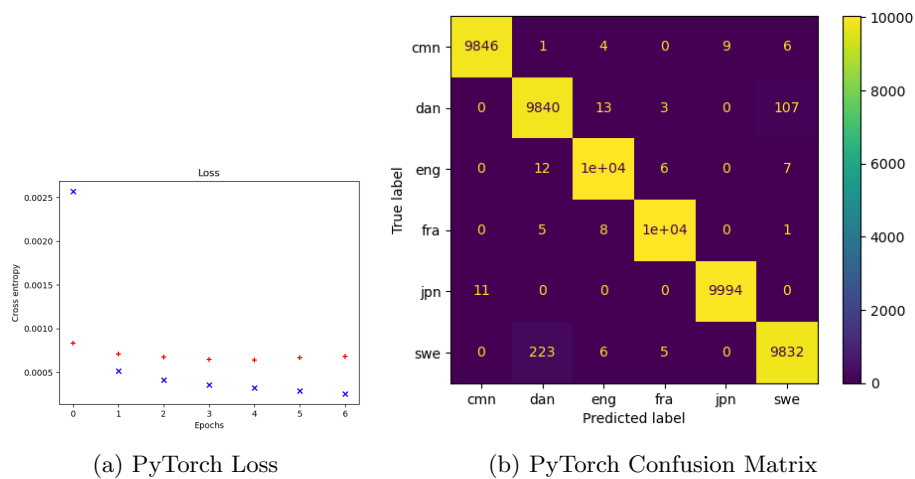 Loss
Cross entropy
0.0025
0.0020
0.0015
0.0010
0.0005
0 1 2 3 4 5 6
Epochs
(a) PyTorch Loss
True label
cmn 9846 1 4 0 9 6
dan 0 9840 13 3 0 107
eng 0 12 1e+04 6 0 7
fra 0 5 8 1e+04 0 1
jpn 11 0 0 0 9994 0
swe 0 223 6 5 0 9832
cmn dan eng fra jpn swe
Predicted label
10000
8000
6000
4000
2000
0
(b) PyTorch Confusion Matrix